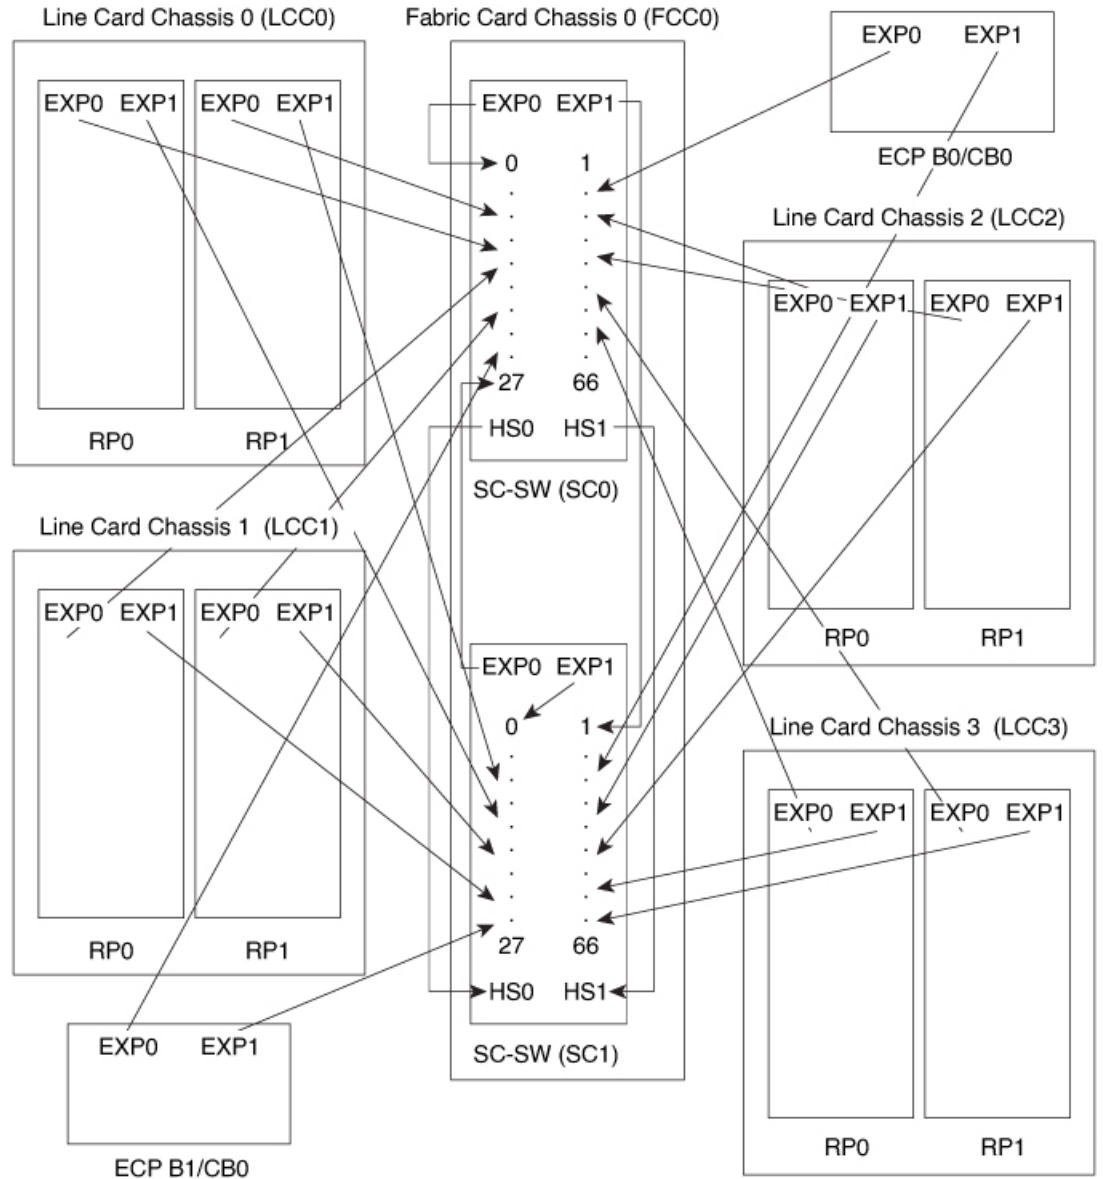 Line Card Chassis 0 (LCC0)
EXP0 EXP1
EXP0 EXP1
RP0
RP1
Fabric Card Chassis 0 (FCC0)
EXP0 EXP1
0 1
27 66
HS0 HS1
SC-SW (SC0)
EXP0 EXP1
0 1
27 66
HS0 HS1
SC-SW (SC1)
EXP0 EXP1
ECP B0/CB0
Line Card Chassis 2 (LCC2)
EXP0 EXP1
EXP0 EXP1
RP0
RP1
Line Card Chassis 1 (LCC1)
EXP0 EXP1
EXP0 EXP1
RP0
RP1
Line Card Chassis 3 (LCC3)
EXP0 EXP1
EXP0 EXP1
RP0
RP1
EXP0 EXP1
ECP B1/CB0